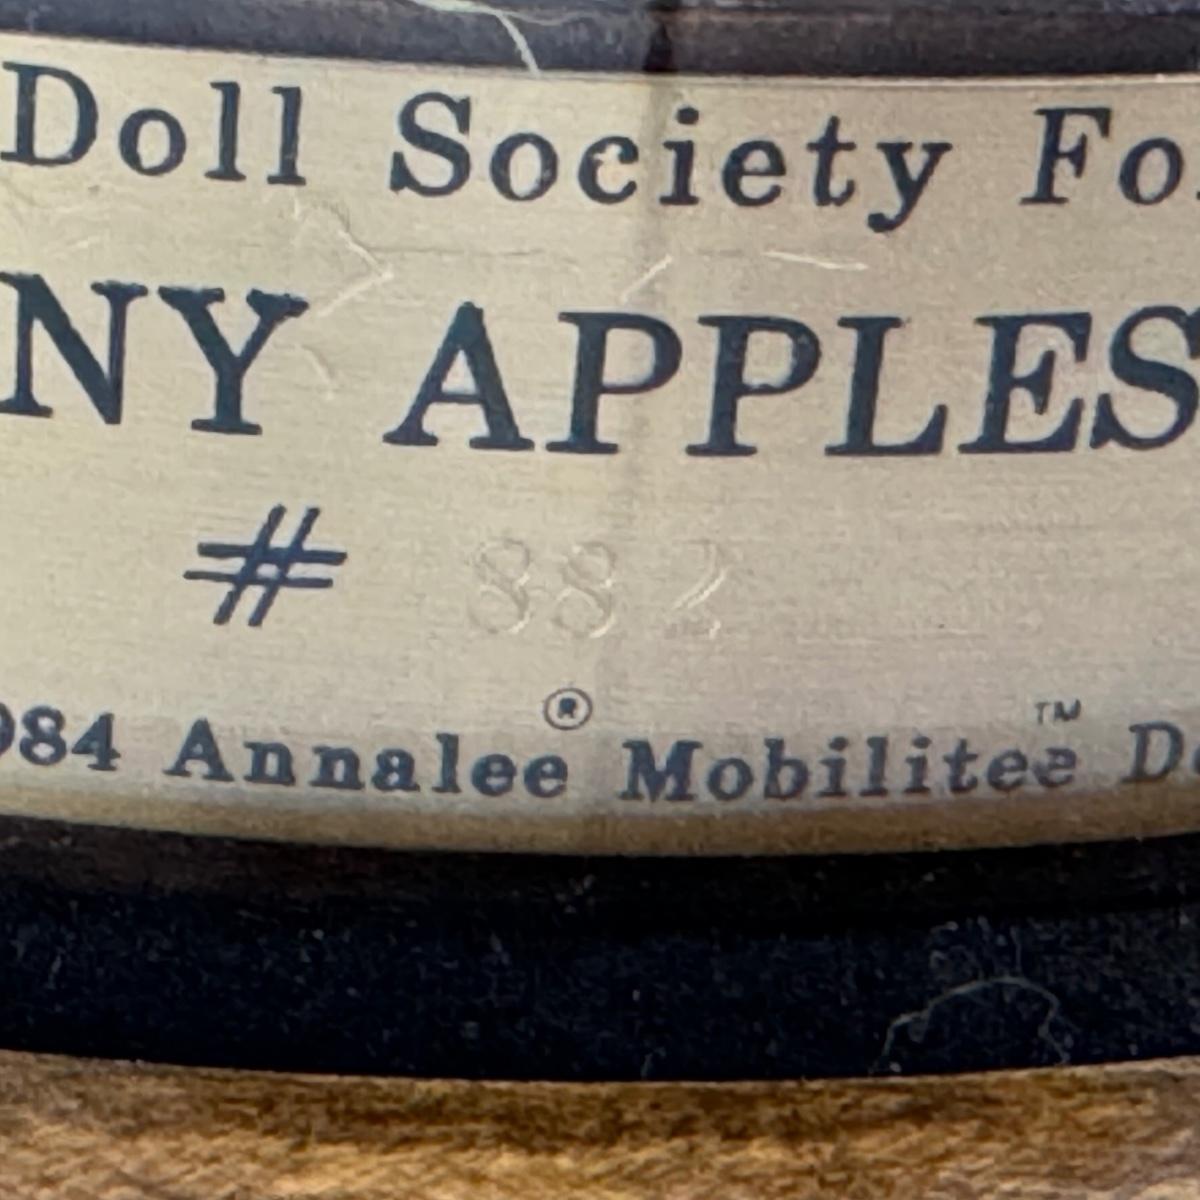 Doll Society Fo
NY APPLES
# 882
984 Annalee® Mobilitee™ D